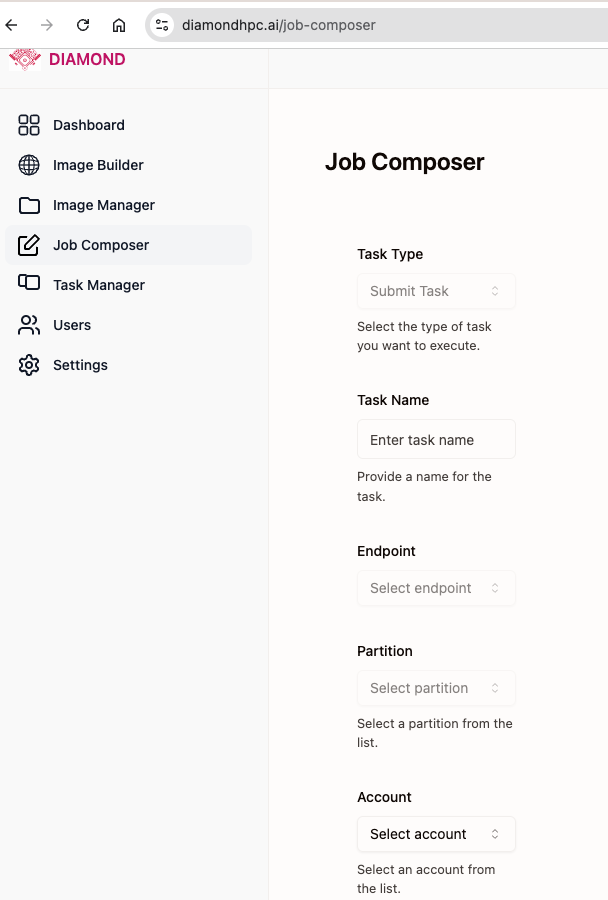 diamondhpc.ai/job-composer
DIAMOND
Dashboard
Image Builder
Image Manager
Job Composer
Task Manager
Users
Settings
Job Composer
Task Type
Submit Task
Select the type of task
you want to execute.
Task Name
Enter task name
Provide a name for the
task.
Endpoint
Select endpoint
Partition
Select partition
Select a partition from the
list.
Account
Select account
Select an account from
the list.